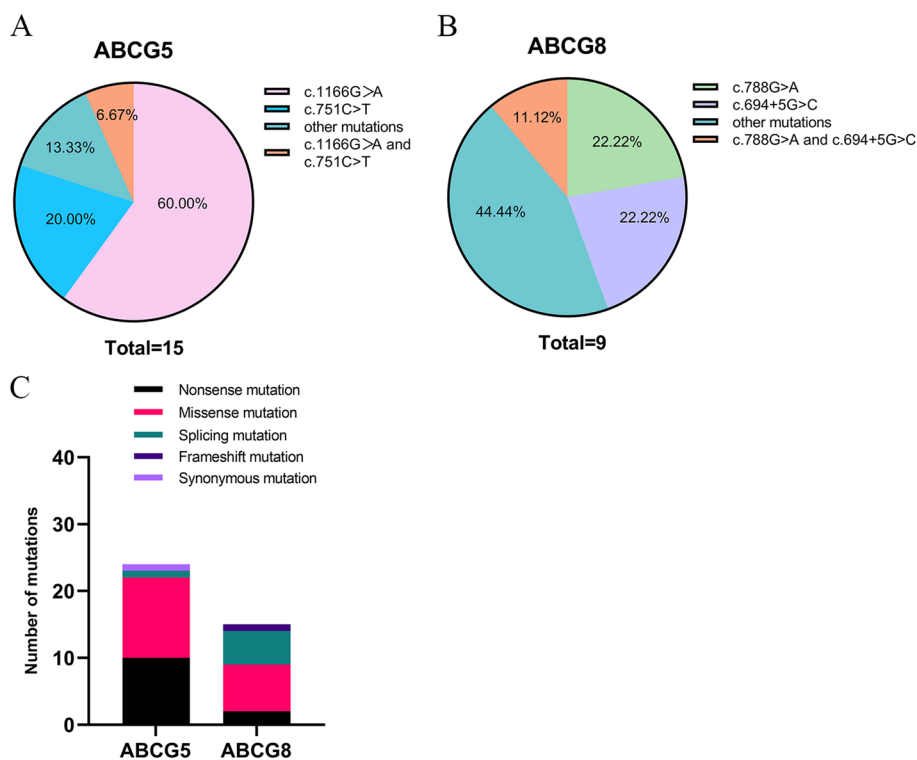 A
ABCG5
6.67%
13.33%
20.00%
60.00%
c.1166G>A
c.751C>T
other mutations
c.1166G>A and
c.751C>T
Total=15
B
ABCG8
11.12%
22.22%
44.44%
22.22%
c.788G>A
c.694+5G>C
other mutations
c.788G>A and c.694+5G>C
Total=9
C
Nonsense mutation
Missense mutation
Splicing mutation
Frameshift mutation
Synonymous mutation
Number of mutations
40
30
20
10
0
ABCG5
ABCG8